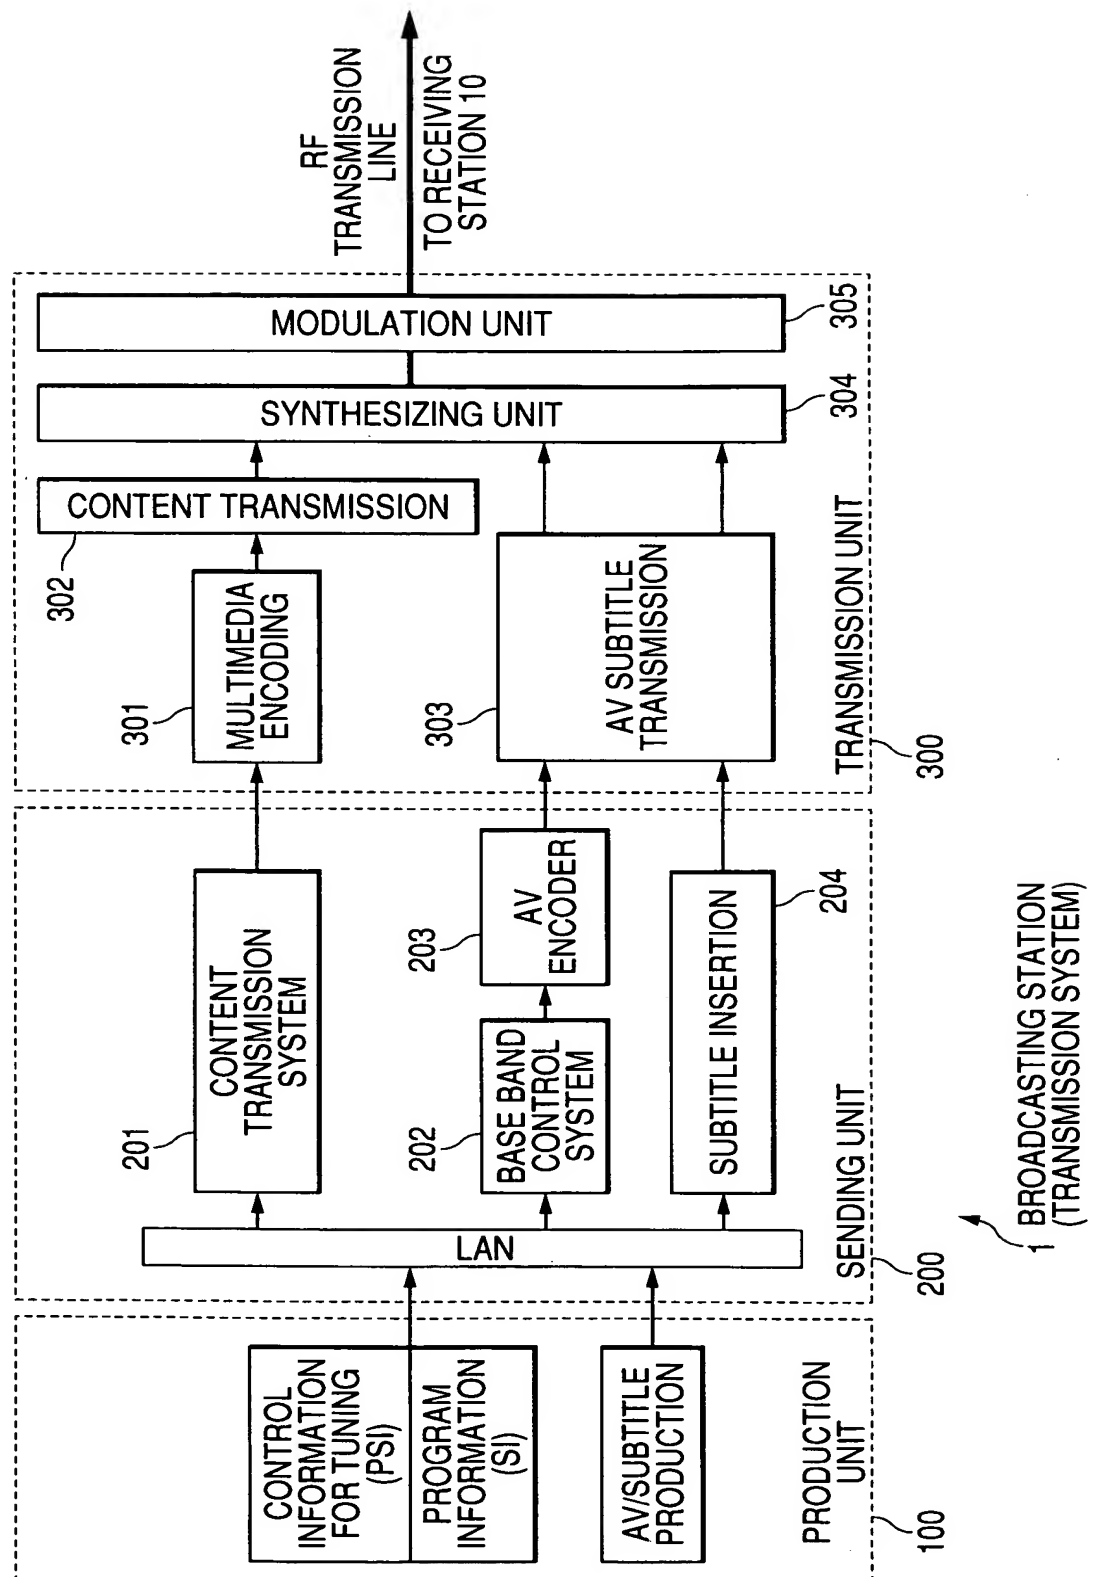 CONTROL
INFORMATION
FOR TUNING
(PSI)
PROGRAM
INFORMATION
(SI)
AV/SUBTITLE
PRODUCTION
PRODUCTION
UNIT
100
LAN
201
CONTENT
TRANSMISSION
SYSTEM
202
BASE BAND
CONTROL
SYSTEM
203
AV
ENCODER
SUBTITLE INSERTION
204
SENDING UNIT
200
301
MULTIMEDIA
ENCODING
302
CONTENT TRANSMISSION
303
AV SUBTITLE
TRANSMISSION
SYNTHESIZING UNIT
304
MODULATION UNIT
305
TRANSMISSION UNIT
300
RF
TRANSMISSION
LINE
TO RECEIVING
STATION 10
1 BROADCASTING STATION
(TRANSMISSION SYSTEM)